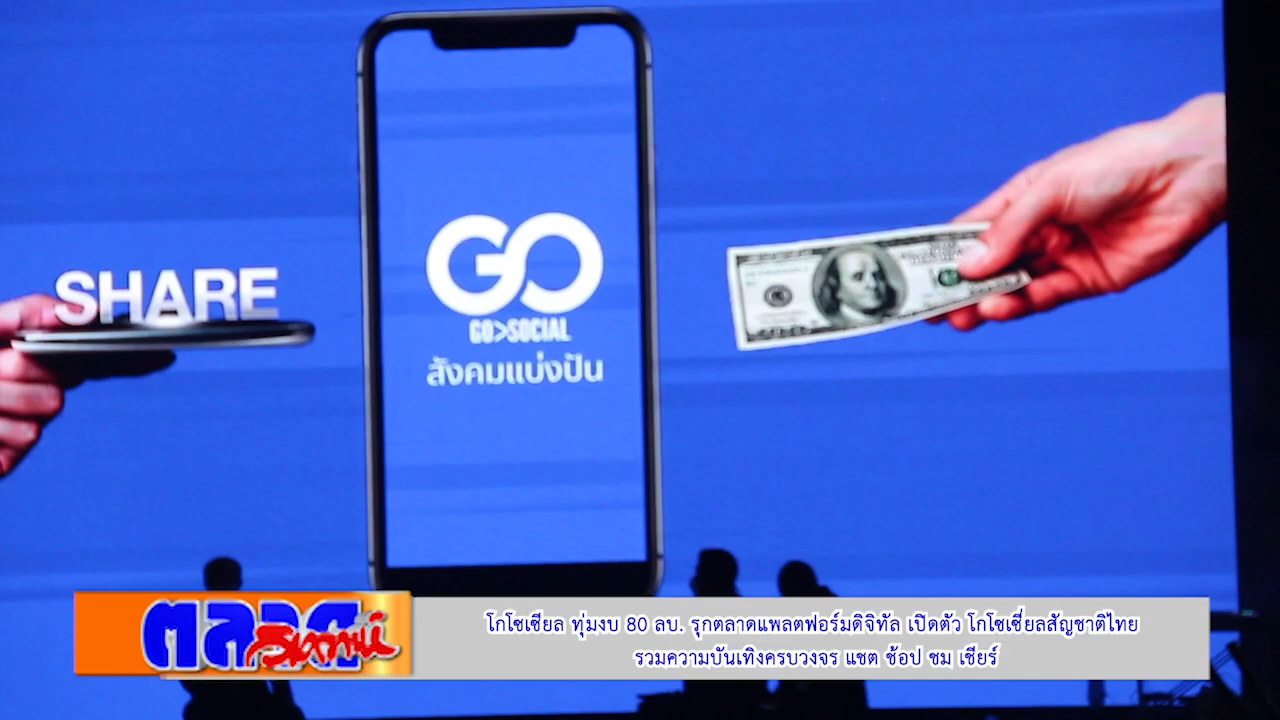 SHARE
GO
GO>SOCIAL
สังคมแบ่งปัน
ตลาด
โกโซเซียล ทุ่มงบ 80 ลบ. รุกตลาดแพลตฟอร์มดิจิทัล เปิดตัว โกโซเชี่ยลสัญชาติไทย
รวมความบันเทิงครบวงจร แชต ช้อป ชม เชียร์